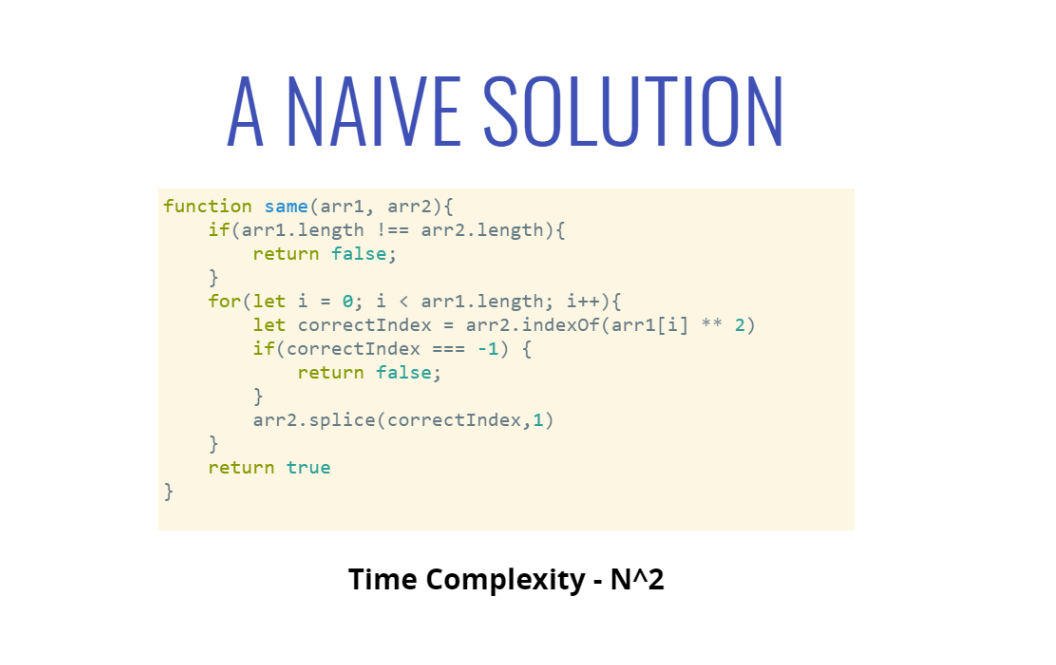 A NAIVE SOLUTION
function same(arr1, arr2){
    if(arr1.length !== arr2.length){
        return false;
    }
    for(let i = 0; i < arr1.length; i++){
        let correctIndex = arr2.indexOf(arr1[i] ** 2)
        if(correctIndex === -1) {
            return false;
        }
        arr2.splice(correctIndex,1)
    }
    return true
}
Time Complexity - N^2